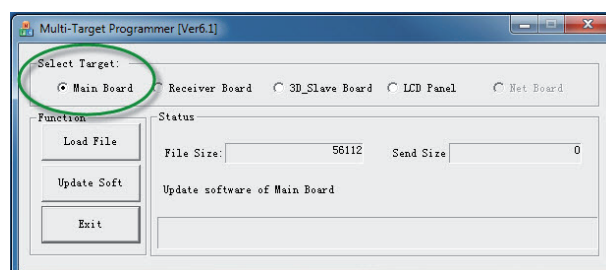 Multi-Target Programmer [Ver6.1]
Select Target:
Main Board Receiver Board 3D_Slave Board LCD Panel Net Board
Function
Status
Load File
File Size: 56112 Send Size 0
Update Soft
Update software of Main Board
Exit